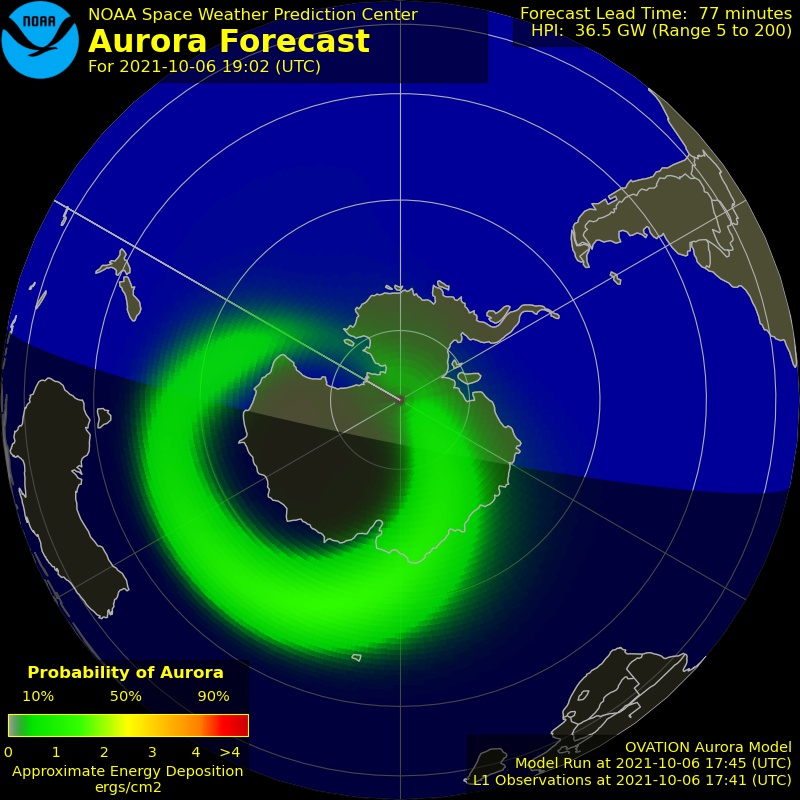 NOAA
NOAA Space Weather Prediction Center
Aurora Forecast
For 2021-10-06 19:02 (UTC)
Forecast Lead Time: 77 minutes
HPI: 36.5 GW (Range 5 to 200)
Probability of Aurora
10% 50% 90%
0 1 2 3 4 >4
Approximate Energy Deposition
ergs/cm2
OVATION Aurora Model
Model Run at 2021-10-06 17:45 (UTC)
L1 Observations at 2021-10-06 17:41 (UTC)